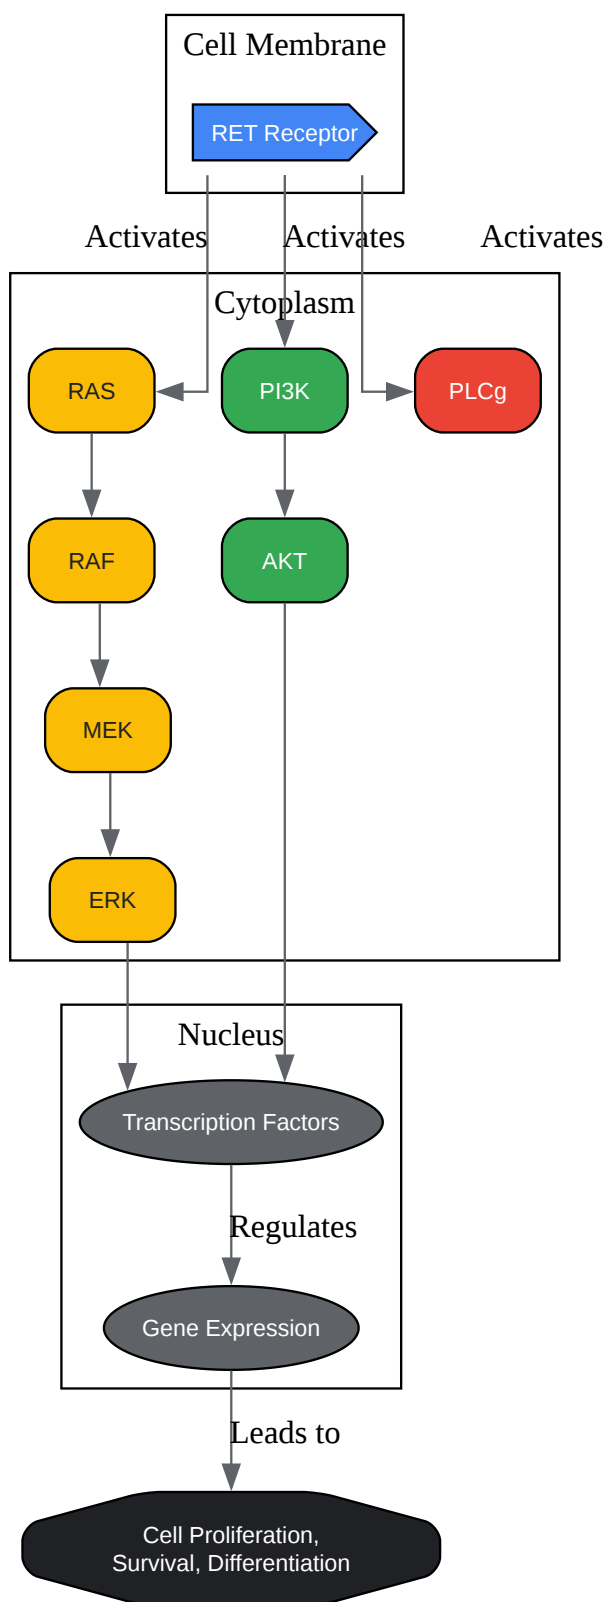 Cell Membrane
RET Receptor
Activates
Activates
Activates
Cytoplasm
RAS
PI3K
PLCg
RAF
AKT
MEK
ERK
Nucleus
Transcription Factors
Regulates
Gene Expression
Leads to
Cell Proliferation,
Survival, Differentiation